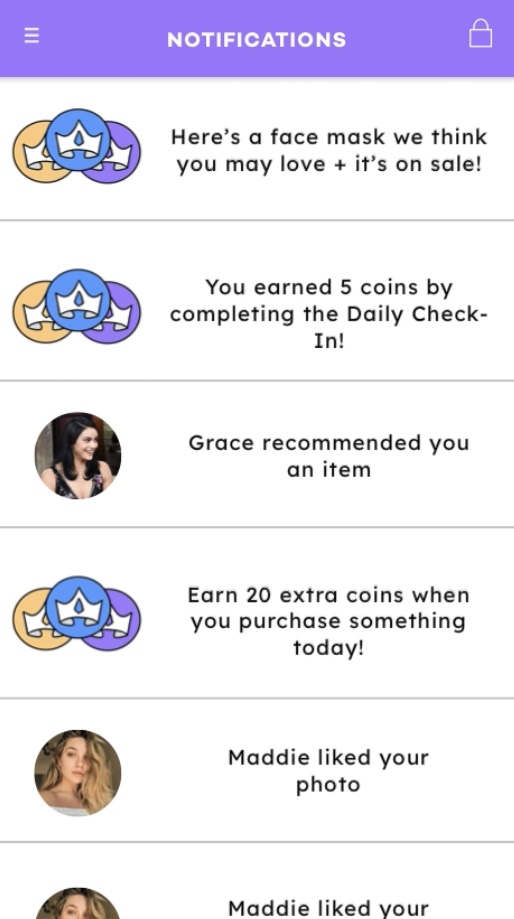 NOTIFICATIONS
Here’s a face mask we think
you may love + it’s on sale!
You earned 5 coins by
completing the Daily Check-
In!
Grace recommended you
an item
Earn 20 extra coins when
you purchase something
today!
Maddie liked your
photo
Maddie liked your